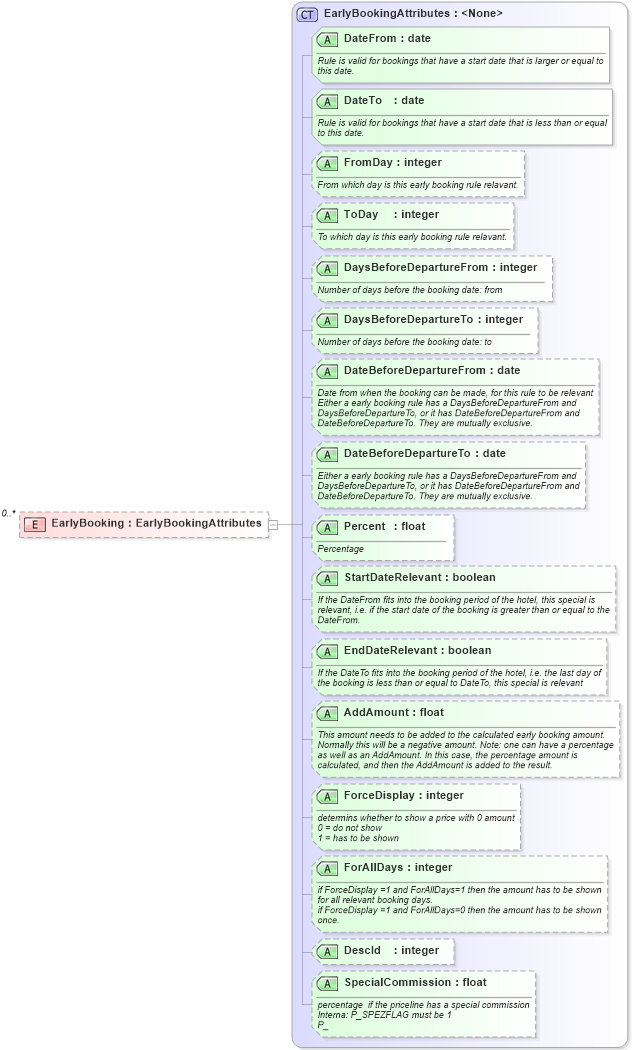 CT EarlyBookingAttributes : <None>
A DateFrom : date
Rule is valid for bookings that have a start date that is larger or equal to
this date.
A DateTo : date
Rule is valid for bookings that have a start date that is less than or equal
to this date.
A FromDay : integer
From which day is this early booking rule relavant.
A ToDay : integer
To which day is this early booking rule relavant.
A DaysBeforeDepartureFrom : integer
Number of days before the booking date: from
A DaysBeforeDepartureTo : integer
Number of days before the booking date: to
A DateBeforeDepartureFrom : date
Date from when the booking can be made, for this rule to be relevant
Either a early booking rule has a DaysBeforeDepartureFrom and
DaysBeforeDepartureTo, or it has DateBeforeDepartureFrom and
DateBeforeDepartureTo. They are mutually exclusive.
A DateBeforeDepartureTo : date
Either a early booking rule has a DaysBeforeDepartureFrom and
DaysBeforeDepartureTo, or it has DateBeforeDepartureFrom and
DateBeforeDepartureTo. They are mutually exclusive.
0..*
E EarlyBooking : EarlyBookingAttributes
A Percent : float
Percentage
A StartDateRelevant : boolean
If the DateFrom fits into the booking period of the hotel, this special is
relevant, i.e. if the start date of the booking is greater than or equal to the
DateFrom.
A EndDateRelevant : boolean
If the DateTo fits into the booking period of the hotel, i.e. the last day of
the booking is less than or equal to DateTo, this special is relevant
A AddAmount : float
This amount needs to be added to the calculated early booking amount.
Normally this will be a negative amount. Note: one can have a percentage
as well as an AddAmount. In this case, the percentage amount is
calculated, and then the AddAmount is added to the result.
A ForceDisplay : integer
determins whether to show a price with 0 amount
0 = do not show
1 = has to be shown
A ForAllDays : integer
if ForceDisplay =1 and ForAllDays=1 then the amount has to be shown
for all relevant booking days.
if ForceDisplay =1 and ForAllDays=0 then the amount has to be shown
once.
A DescId : integer
A SpecialCommission : float
percentage if the priceline has a special commission
Interna: P_SPEZFLAG must be 1
P_